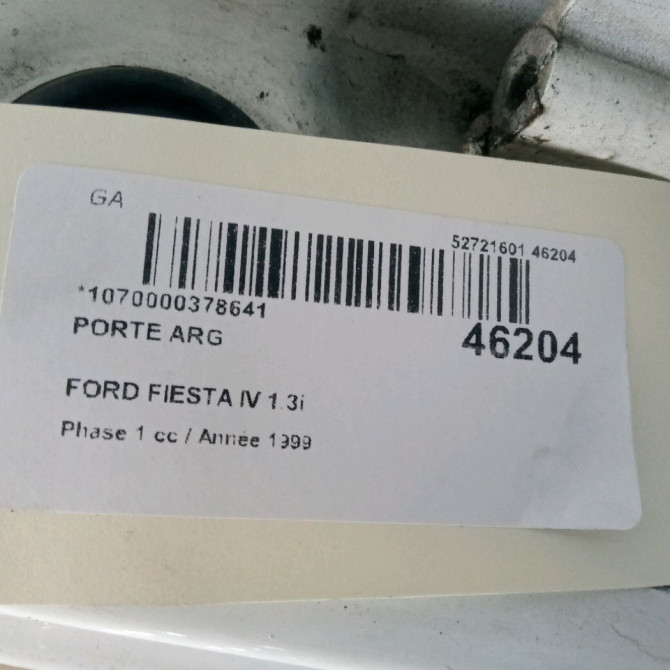 GA
52721601 46204
*1070000378641
PORTE ARG
46204
FORD FIESTA IV 1.3i
Phase 1 cc / Année 1999